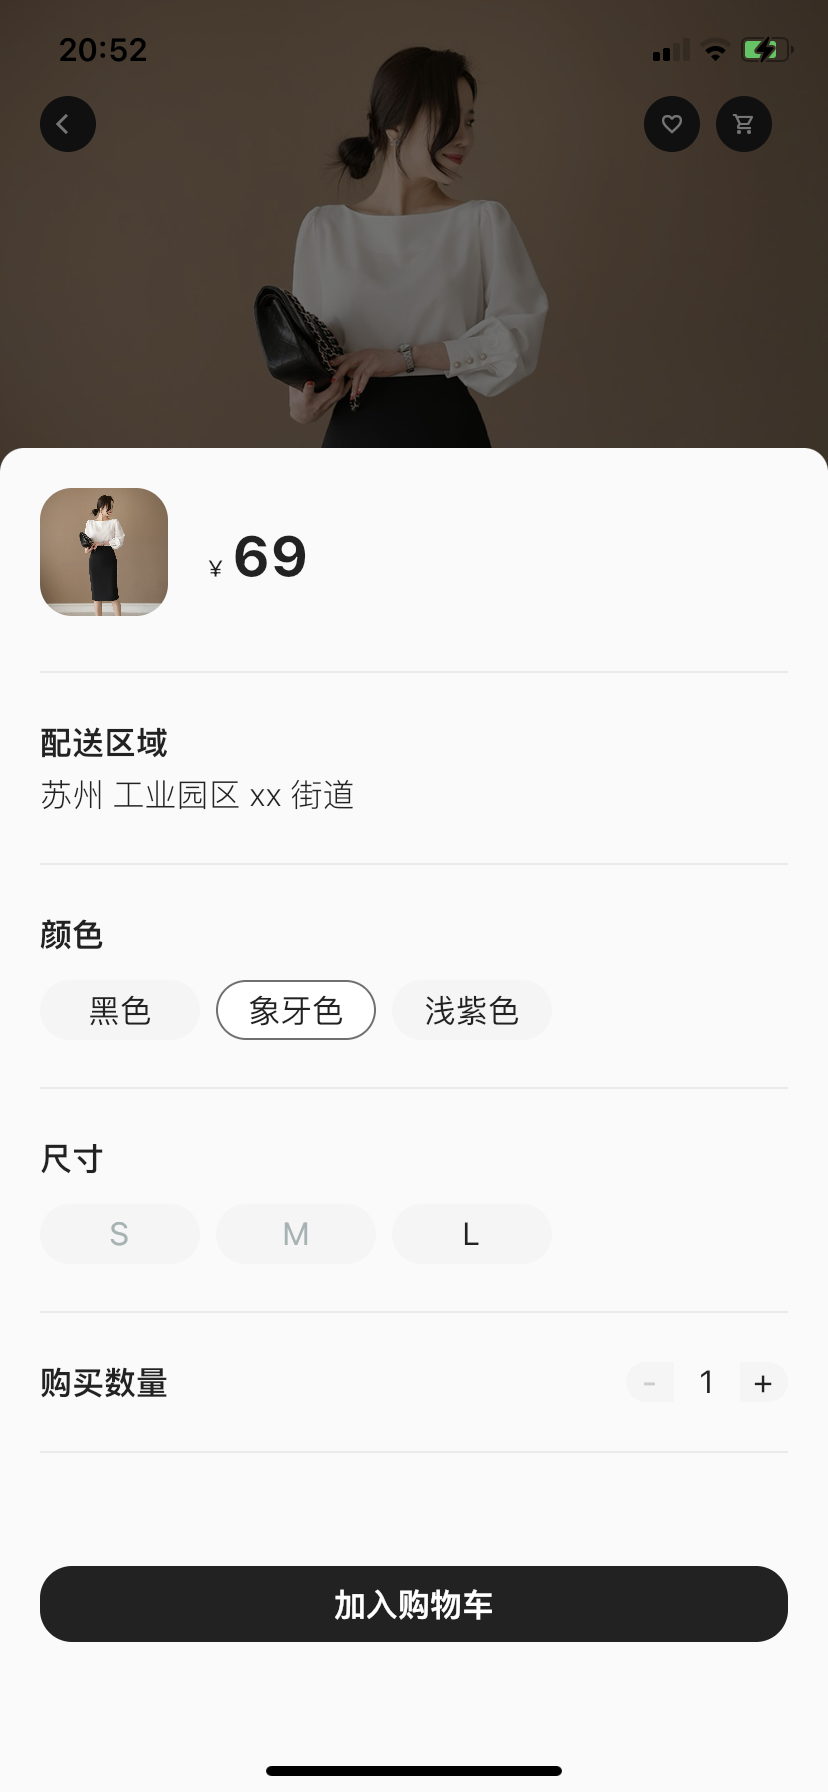 20:52
¥ 69
配送区域
苏州 工业园区 xx 街道
颜色
黑色 象牙色 浅紫色
尺寸
S M L
购买数量 - 1 +
加入购物车